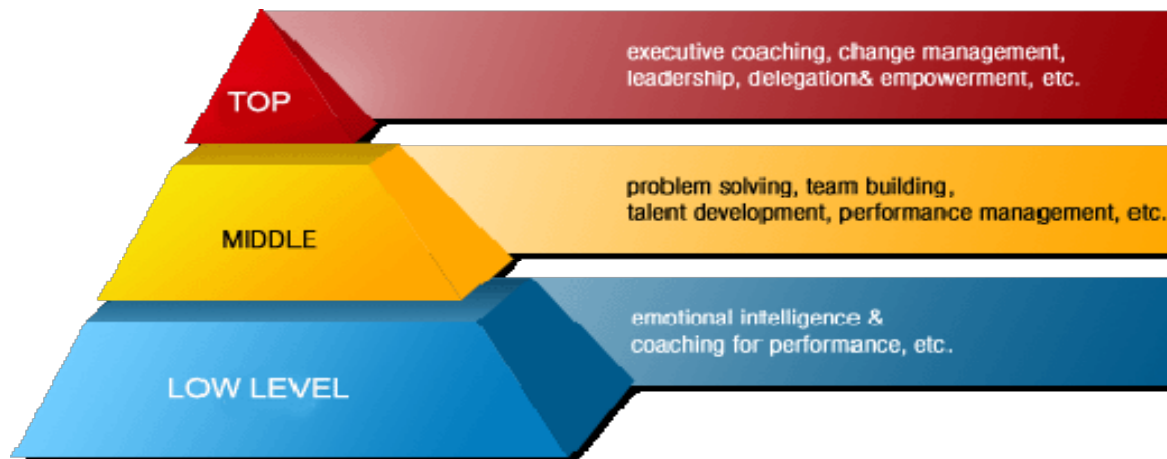 TOP
executive coaching, change management,
leadership, delegation& empowerment, etc.
MIDDLE
problem solving, team building,
talent development, performance management, etc.
LOW LEVEL
emotional intelligence &
coaching for performance, etc.